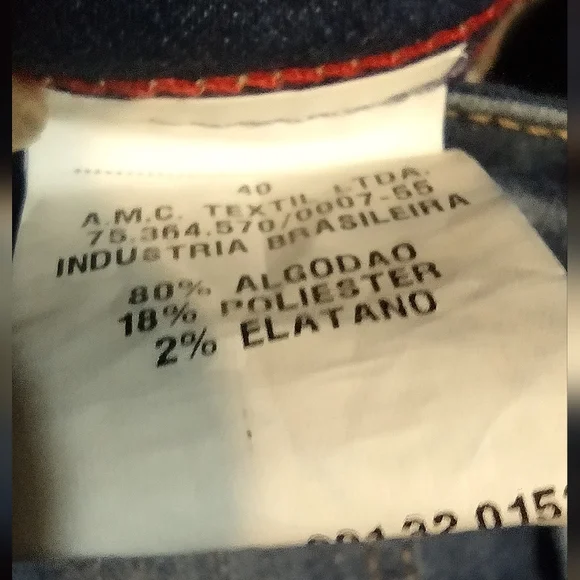 40
A.M.C. TEXTIL LTDA.
75.364.570/0007-55
INDUSTRIA BRASILEIRA
80% ALGODAO
18% POLIESTER
2% ELATANO